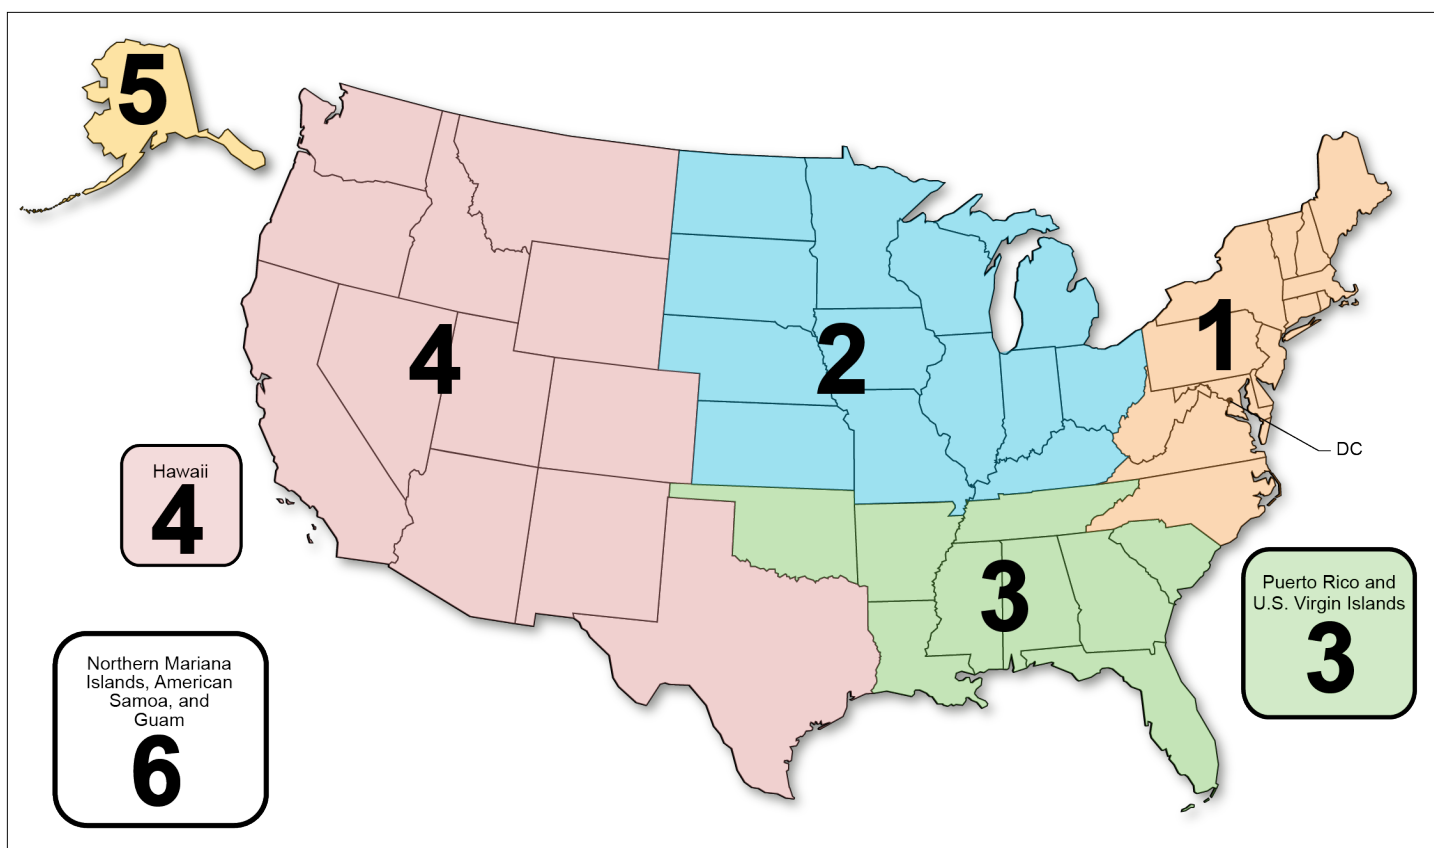 5
1
4
2
DC
Hawaii
4
3
Puerto Rico and
U.S. Virgin Islands
3
Northern Mariana
Islands, American
Samoa, and
Guam
6